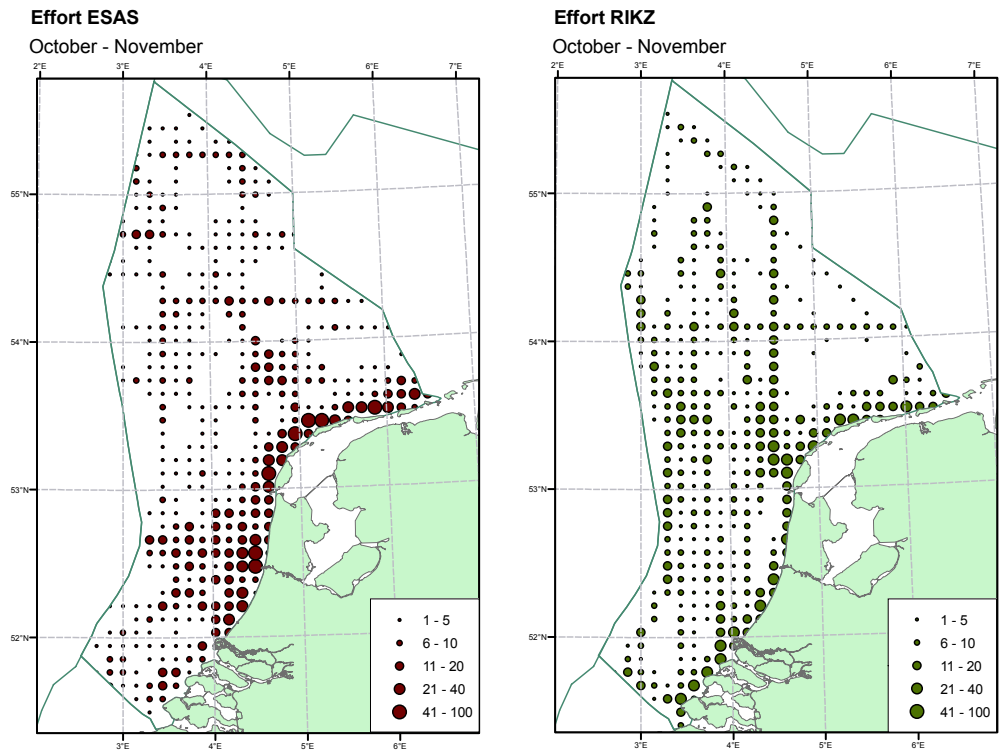 Effort ESAS
October - November
2°E 3°E 4°E 5°E 6°E 7°E
55°N
54°N
53°N
52°N
1 - 5
6 - 10
11 - 20
21 - 40
41 - 100
3°E 4°E 5°E 6°E
Effort RIKZ
October - November
2°E 3°E 4°E 5°E 6°E 7°E
55°N
54°N
53°N
52°N
1 - 5
6 - 10
11 - 20
21 - 40
41 - 100
3°E 4°E 5°E 6°E